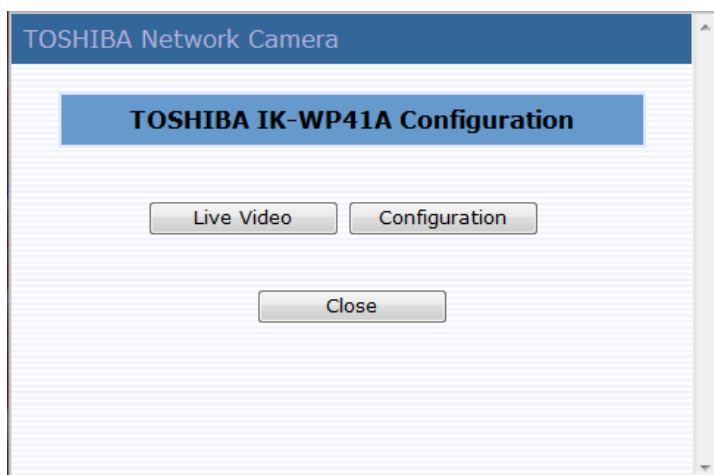 TOSHIBA Network Camera
TOSHIBA IK-WP41A Configuration
Live Video Configuration
Close